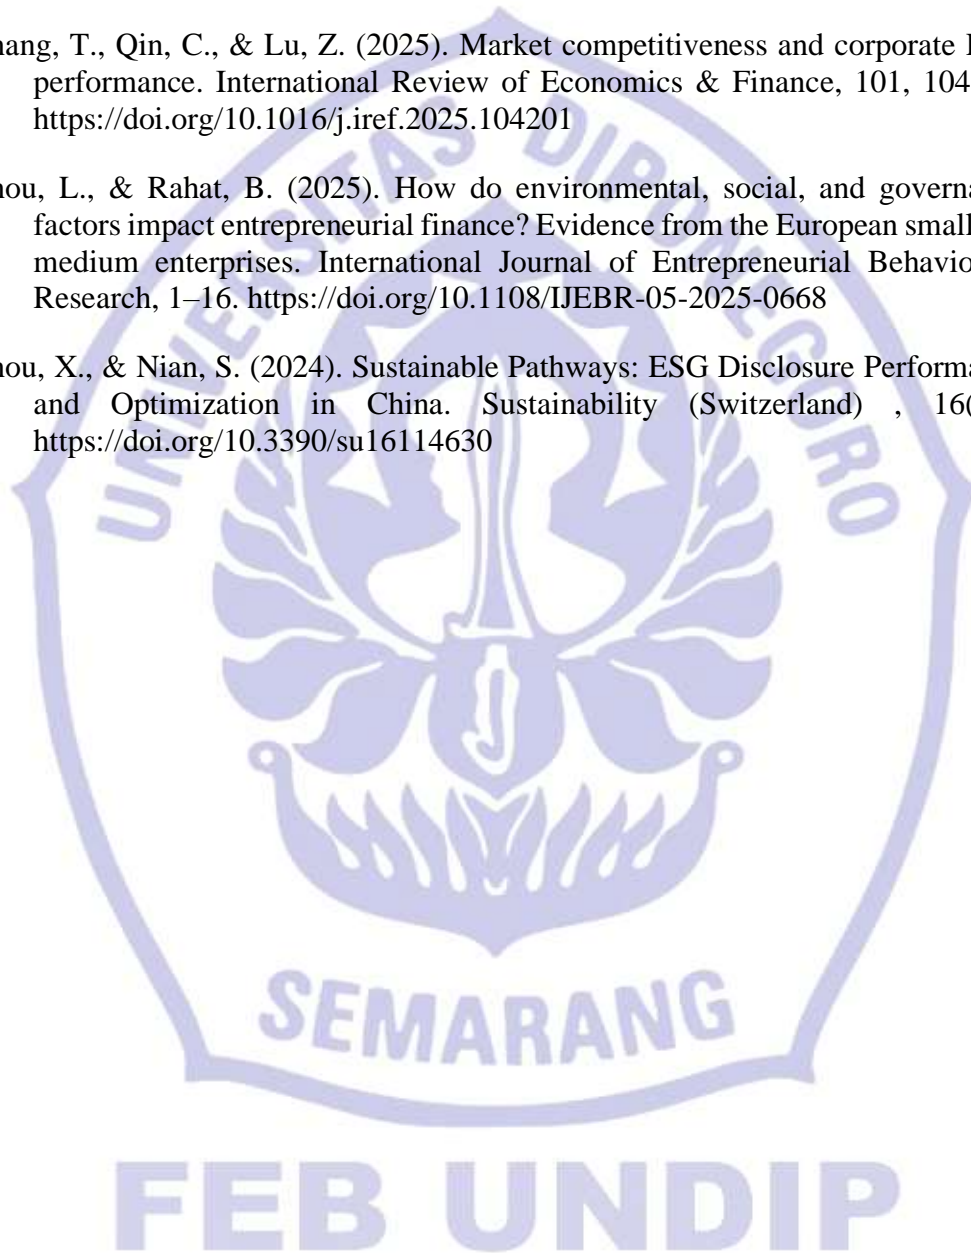 hang, T., Qin, C., & Lu, Z. (2025). Market competitiveness and corporate
performance. International Review of Economics & Finance, 101, 104
https://doi.org/10.1016/j.iref.2025.104201
hou, L., & Rahat, B. (2025). How do environmental, social, and governa
factors impact entrepreneurial finance? Evidence from the European small
medium enterprises. International Journal of Entrepreneurial Behavio
Research, 1–16. https://doi.org/10.1108/IJEBR-05-2025-0668
hou, X., & Nian, S. (2024). Sustainable Pathways: ESG Disclosure Performa
and Optimization in China. Sustainability (Switzerland) , 16(
https://doi.org/10.3390/su16114630
UNIVERSITAS DIPONEGORO
SEMARANG
FEB UNDIP